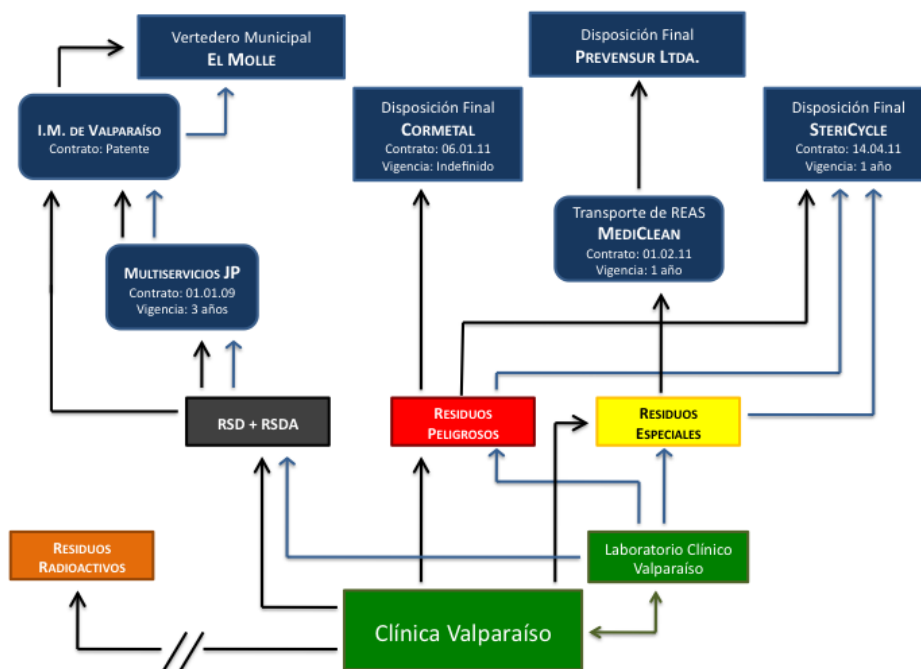 Vertedero Municipal
EL MOLLE
Disposición Final
PREVENSUR LTDA.
I.M. DE VALPARAÍSO
Contrato: Patente
Disposición Final
CORMETAL
Contrato: 06.01.11
Vigencia: Indefinido
Disposición Final
STERICYCLE
Contrato: 14.04.11
Vigencia: 1 año
Transporte de REAS
MEDICLEAN
Contrato: 01.02.11
Vigencia: 1 año
MULTISERVICIOS JP
Contrato: 01.01.09
Vigencia: 3 años
RSD + RSDA
RESIDUOS
PELIGROSOS
RESIDUOS
ESPECIALES
RESIDUOS
RADIOACTIVOS
Laboratorio Clínico
Valparaíso
Clínica Valparaíso